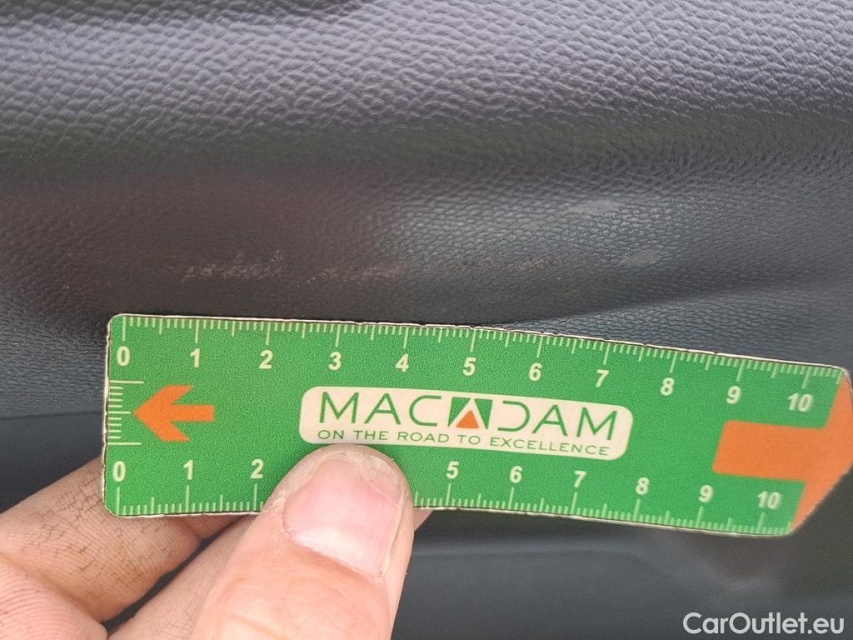 0 1 2 3 4 5 6 7 8 9 10
MACADAM
ON THE ROAD TO EXCELLENCE
0 1 2 5 6 7 8 9 10
CarOutlet.eu